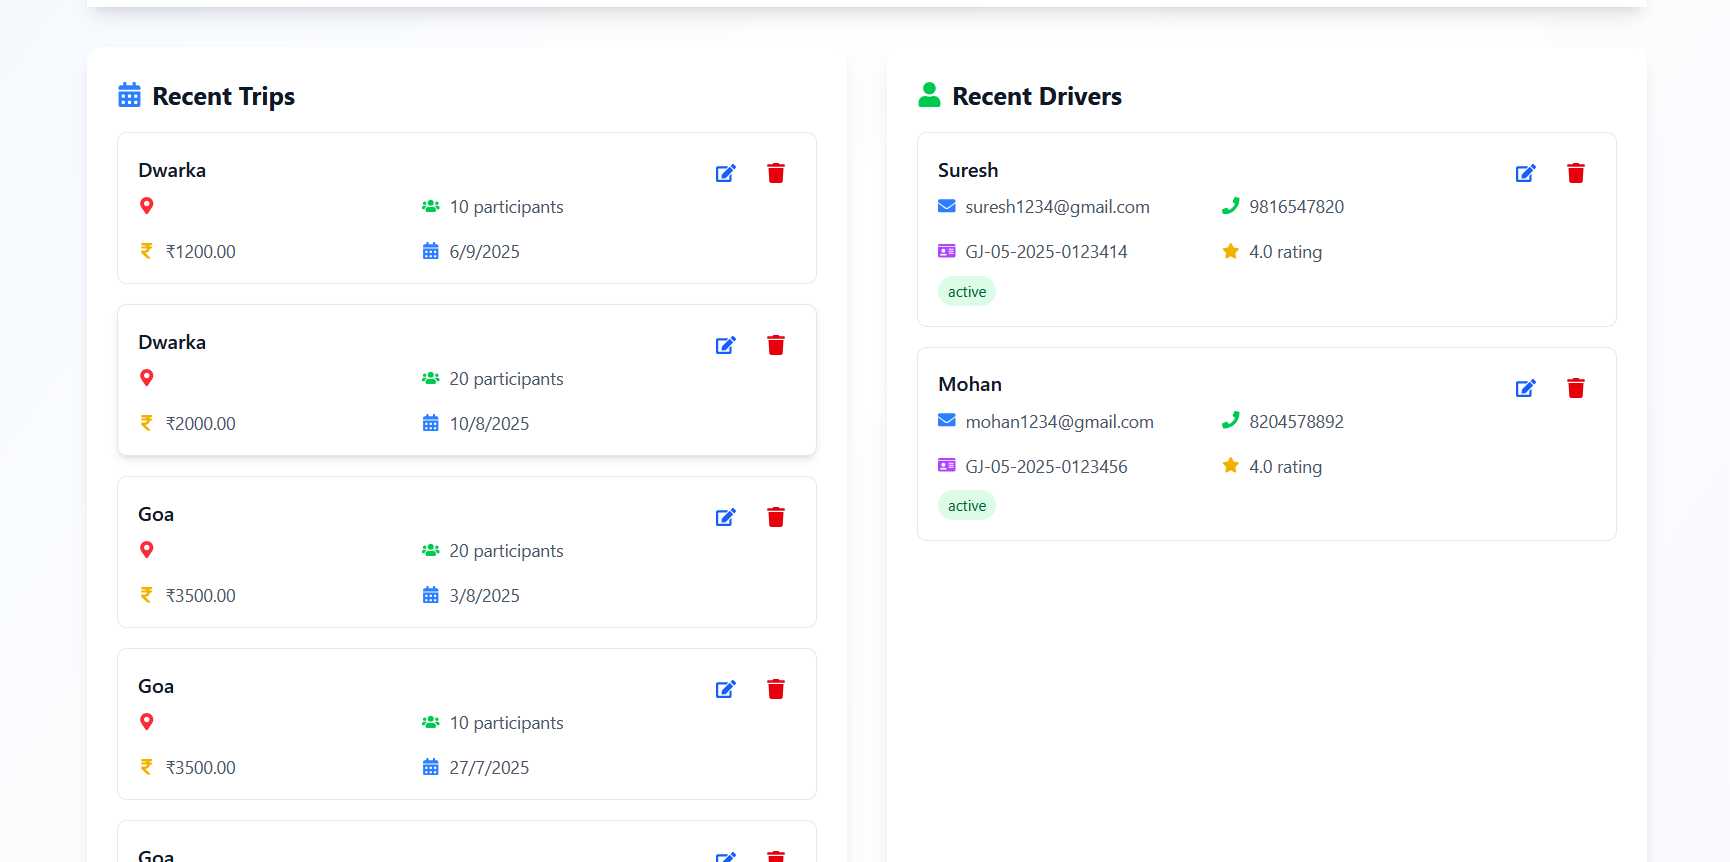 Recent Trips
Dwarka
10 participants
₹1200.00
6/9/2025
Dwarka
20 participants
₹2000.00
10/8/2025
Goa
20 participants
₹3500.00
3/8/2025
Goa
10 participants
₹3500.00
27/7/2025
Goa
Recent Drivers
Suresh
suresh1234@gmail.com
9816547820
GJ-05-2025-0123414
4.0 rating
active
Mohan
mohan1234@gmail.com
8204578892
GJ-05-2025-0123456
4.0 rating
active